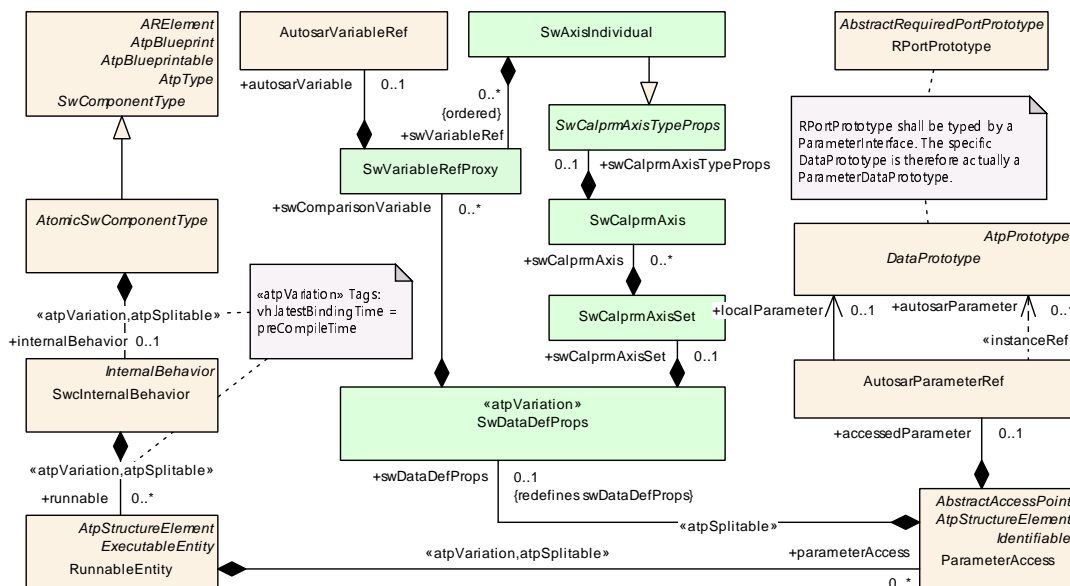 ARElement
AtpBlueprint
AtpBlueprintable
AtpType
SwComponentType
AutosarVariableRef
SwAxisIndividual
AbstractRequiredPortPrototype
RPortPrototype
+autosarVariable
0..1
0..*
{ordered}
+swVariableRef
SwCalprmAxisTypeProps
RPortPrototype shall be typed by a
ParameterInterface. The specific
DataPrototype is therefore actually a
ParameterDataPrototype.
SwVariableRefProxy
0..1
+swCalprmAxisTypeProps
+swComparisonVariable
0..*
AtomicSwComponentType
SwCalprmAxis
AtpPrototype
DataPrototype
+swCalprmAxis
0..*
«atpVariation» Tags:
vh.latestBindingTime =
preCompileTime
«atpVariation,atpSplitable»
+internalBehavior
0..1
SwCalprmAxisSet
+localParameter
0..1
+autosarParameter
0..1
«instanceRef
+swCalprmAxisSet
0..1
InternalBehavior
SwcInternalBehavior
AutosarParameterRef
«atpVariation»
SwDataDefProps
+accessedParameter
0..1
«atpVariation,atpSplitable»
+runnable
0..*
+swDataDefProps
0..1
{redefines swDataDefProps}
«atpSplitable»
AtpStructureElement
ExecutableEntity
RunnableEntity
AbstractAccessPoint
AtpStructureElement
Identifiable
ParameterAccess
«atpVariation,atpSplitable»
+parameterAccess
0..*